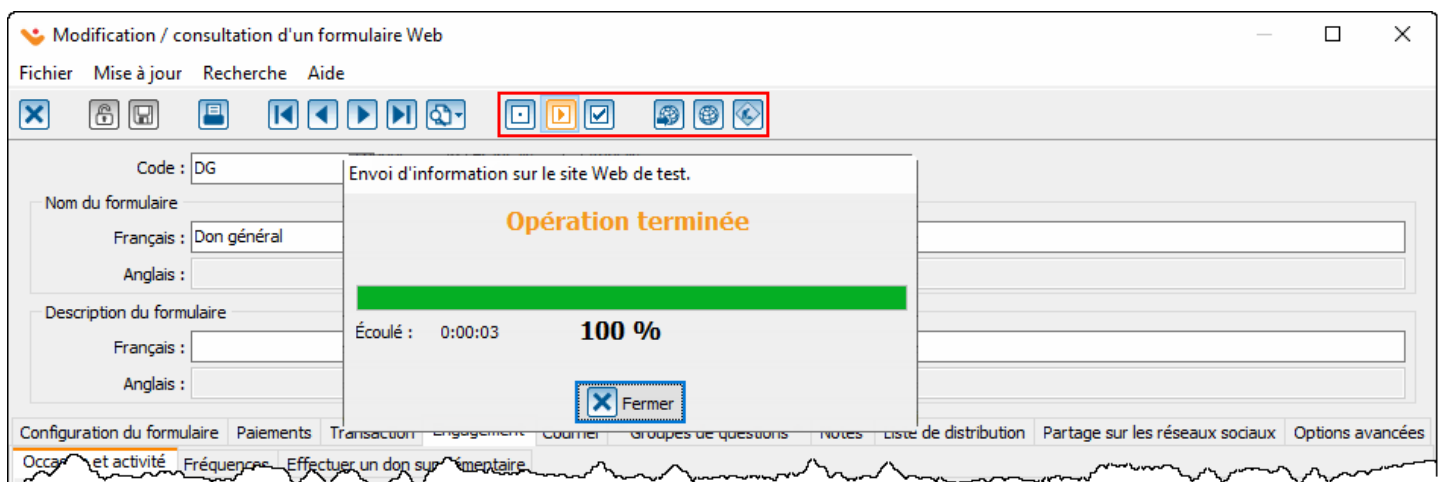 Modification / consultation d'un formulaire Web
Fichier Mise à jour Recherche Aide
Code : DG
Envoi d'information sur le site Web de test.
Nom du formulaire
Opération terminée
Français : Don général
Anglais :
Description du formulaire
Écoulé : 0:00:03 100 %
Français :
Anglais :
Fermer
Configuration du formulaire Paiements Transaction Engagement Courrier Groupes de questions Notes Liste de distribution Partage sur les réseaux sociaux Options avancées
et activité Fréquences Effectuer un don supplémentaire